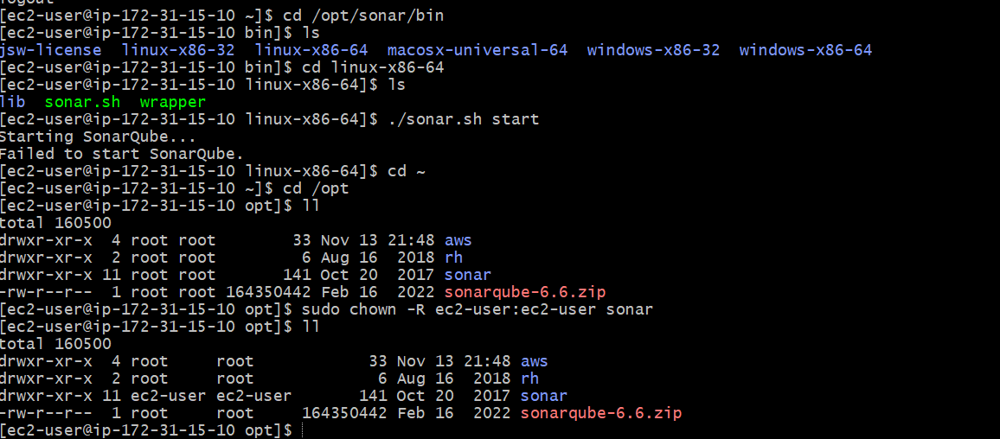 logout
[ec2-user@ip-172-31-15-10 ~]$ cd /opt/sonar/bin
[ec2-user@ip-172-31-15-10 bin]$ ls
jsw-license  linux-x86-32  linux-x86-64  macosx-universal-64  windows-x86-32  windows-x86-64
[ec2-user@ip-172-31-15-10 bin]$ cd linux-x86-64
[ec2-user@ip-172-31-15-10 linux-x86-64]$ ls
lib  sonar.sh  wrapper
[ec2-user@ip-172-31-15-10 linux-x86-64]$ ./sonar.sh start
Starting SonarQube...
Failed to start SonarQube.
[ec2-user@ip-172-31-15-10 linux-x86-64]$ cd ~
[ec2-user@ip-172-31-15-10 ~]$ cd /opt
[ec2-user@ip-172-31-15-10 opt]$ ll
total 160500
drwxr-xr-x  4 root root        33 Nov 13 21:48 aws
drwxr-xr-x  2 root root         6 Aug 16  2018 rh
drwxr-xr-x 11 root root       141 Oct 20  2017 sonar
-rw-r--r--  1 root root 164350442 Feb 16  2022 sonarqube-6.6.zip
[ec2-user@ip-172-31-15-10 opt]$ sudo chown -R ec2-user:ec2-user sonar
[ec2-user@ip-172-31-15-10 opt]$ ll
total 160500
drwxr-xr-x  4 root     root            33 Nov 13 21:48 aws
drwxr-xr-x  2 root     root             6 Aug 16  2018 rh
drwxr-xr-x 11 ec2-user ec2-user       141 Oct 20  2017 sonar
-rw-r--r--  1 root     root     164350442 Feb 16  2022 sonarqube-6.6.zip
[ec2-user@ip-172-31-15-10 opt]$